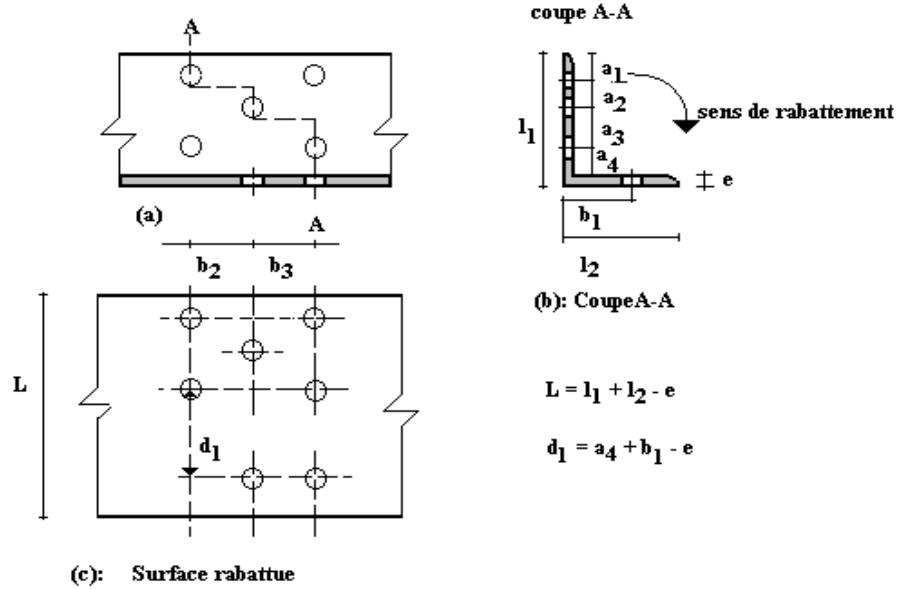 coupe A-A
A
a1
a2
sens de rabattement
l1
a3
a4
e
(a)
b1
A
b2
b3
l2
(b): Coupe A-A
L
L = l1 + l2 - e
d1
d1 = a4 + b1 - e
(c): Surface rabattue